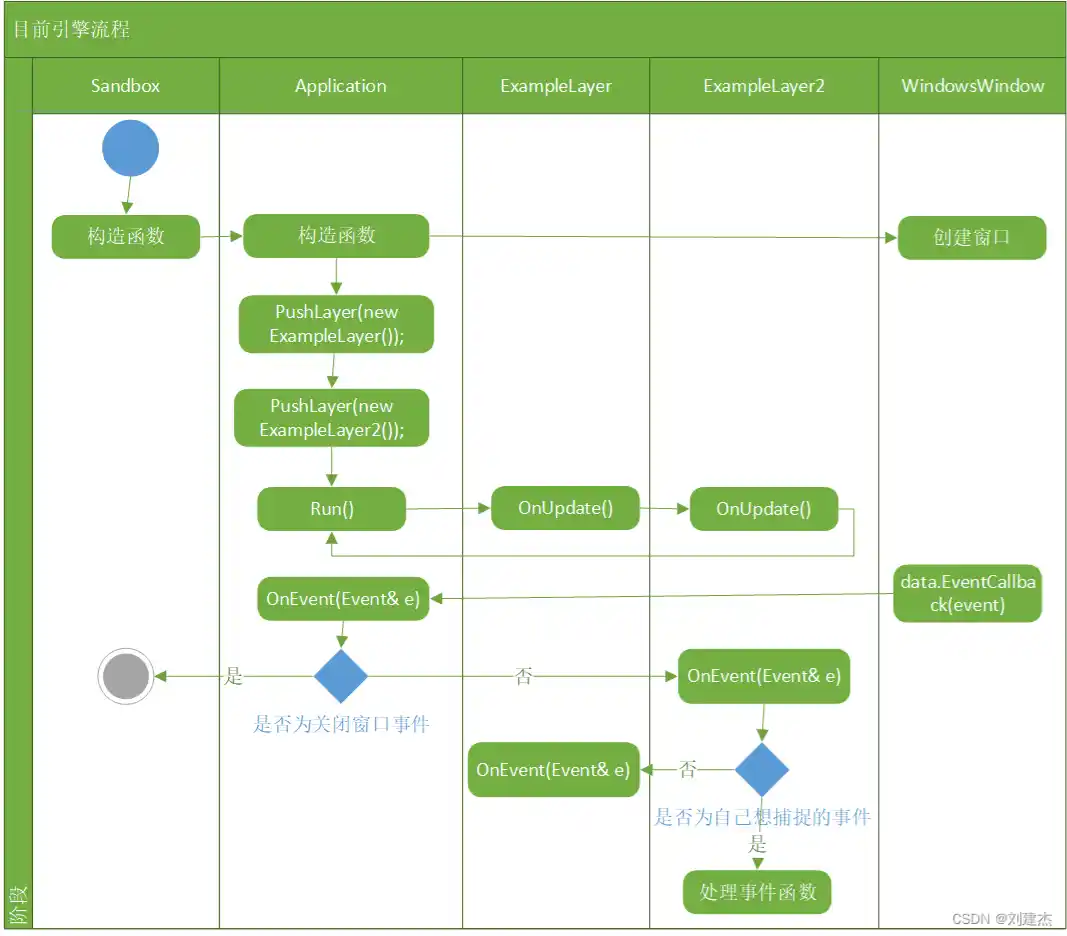 目前引擎流程
Sandbox
Application
ExampleLayer
ExampleLayer2
WindowsWindow
构造函数
构造函数
创建窗口
PushLayer(new
ExampleLayer());
PushLayer(new
ExampleLayer2());
Run()
OnUpdate()
OnUpdate()
data.EventCallba
ck(event)
OnEvent(Event& e)
是
否
OnEvent(Event& e)
是否为关闭窗口事件
OnEvent(Event& e)
否
是否为自己想捕捉的事件
是
处理事件函数
阶段
CSDN @刘建杰